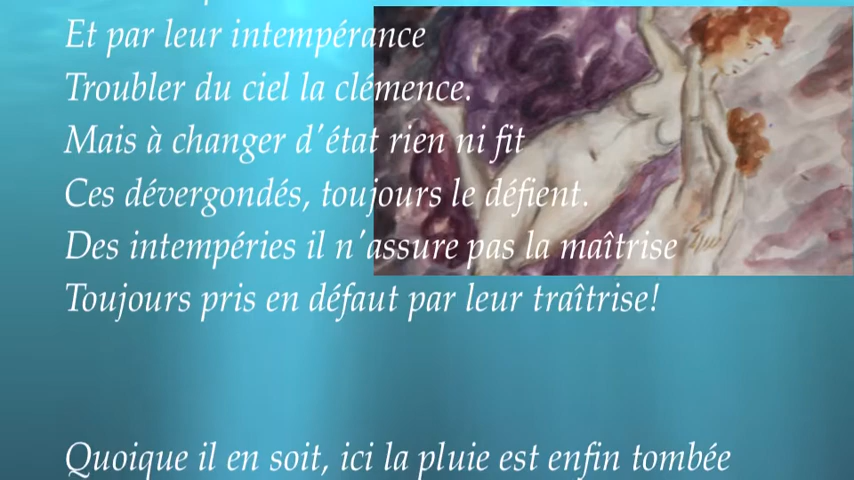 Et par leur intempérance
Troubler du ciel la clémence.
Mais à changer d'état rien ni fit
Ces dévergondés, toujours le défient.
Des intempéries il n'assure pas la maîtrise
Toujours pris en défaut par leur traîtrise!
Quoique il en soit, ici la pluie est enfin tombée